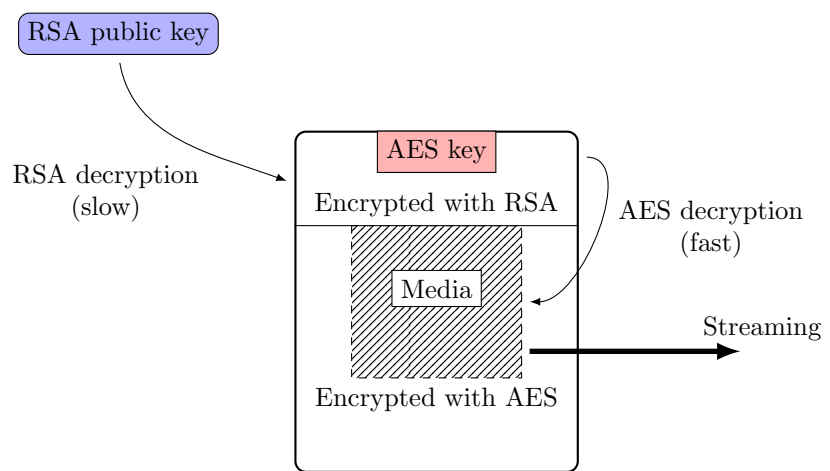 RSA public key
AES key
RSA decryption
(slow)
Encrypted with RSA
AES decryption
(fast)
Media
Streaming
Encrypted with AES